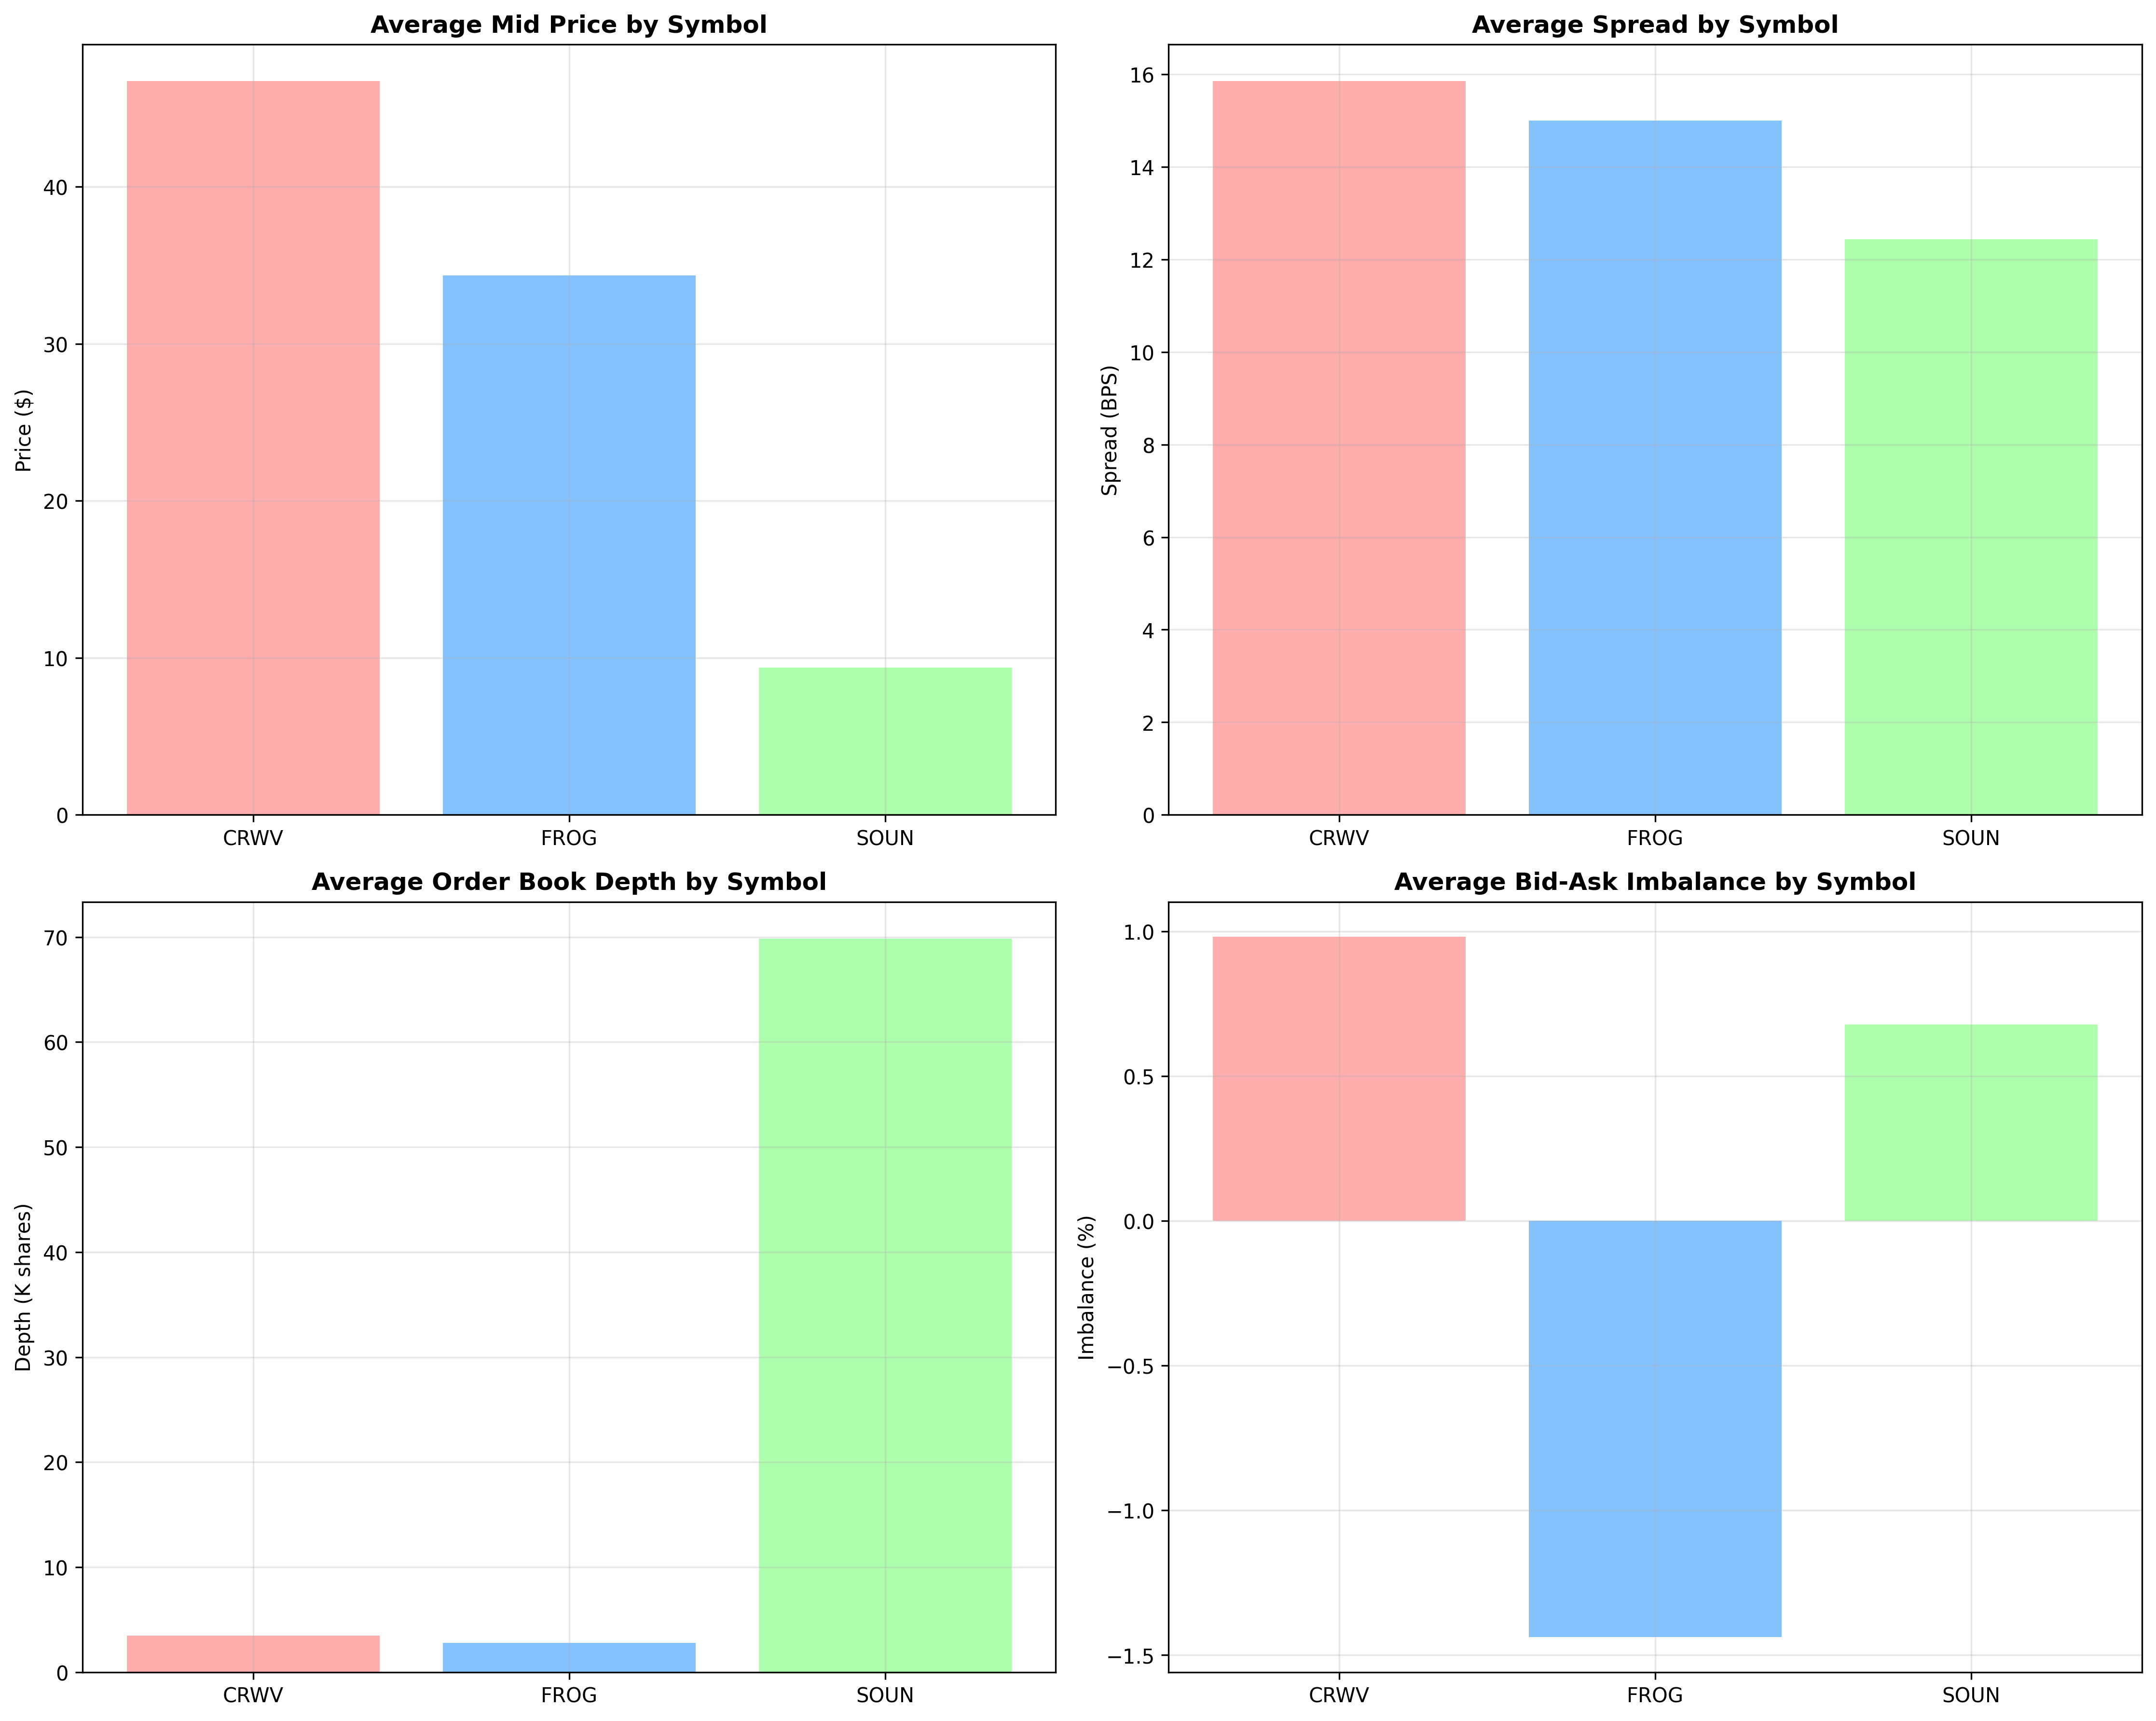 Average Mid Price by Symbol
Price ($)
40
30
20
10
0
CRWV FROG SOUN
Average Spread by Symbol
Spread (BPS)
16
14
12
10
8
6
4
2
0
CRWV FROG SOUN
Average Order Book Depth by Symbol
Depth (K shares)
70
60
50
40
30
20
10
0
CRWV FROG SOUN
Average Bid-Ask Imbalance by Symbol
Imbalance (%)
1.0
0.5
0.0
−0.5
−1.0
−1.5
CRWV FROG SOUN